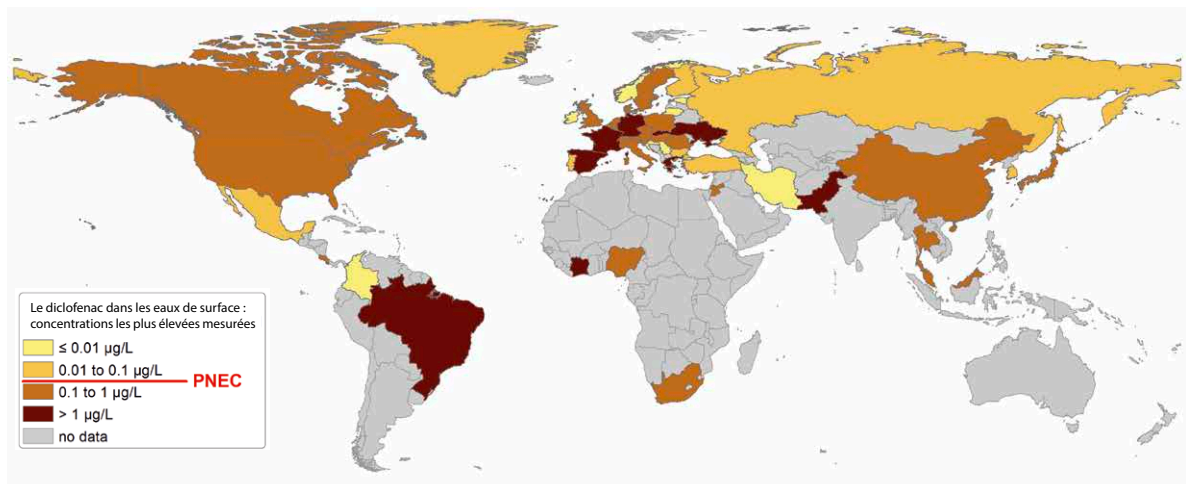 Le diclofenac dans les eaux de surface :
concentrations les plus élevées mesurées
≤ 0.01 µg/L
0.01 to 0.1 µg/L
PNEC
0.1 to 1 µg/L
> 1 µg/L
no data